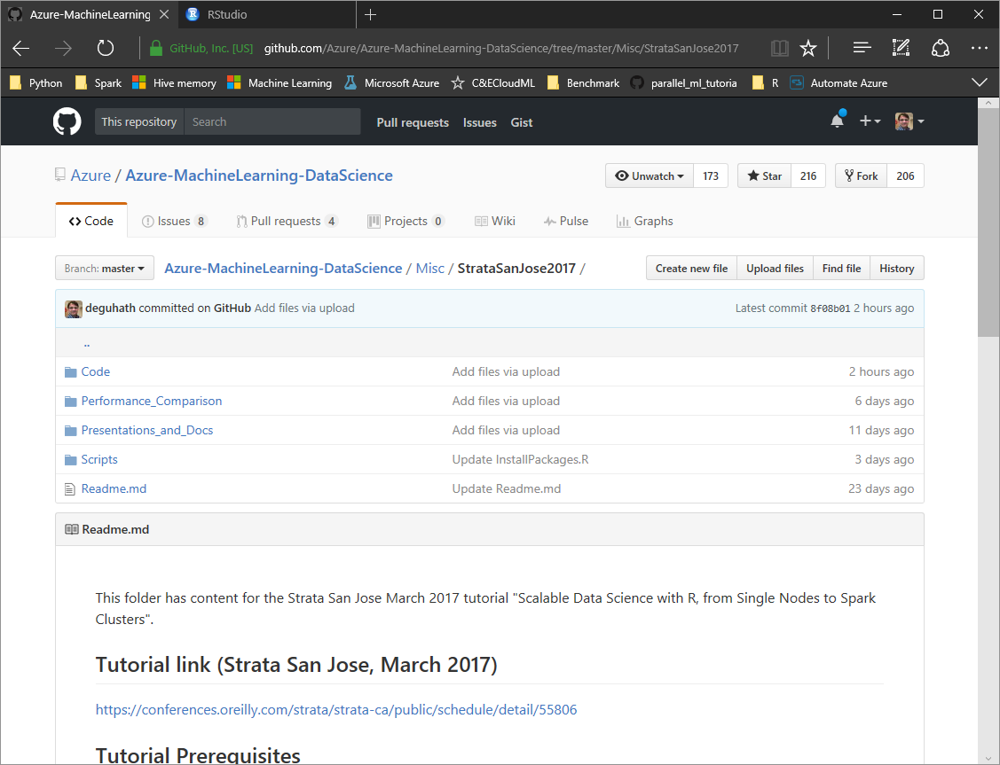 Azure-MachineLearning
RStudio
GitHub, Inc. [US] github.com/Azure/Azure-MachineLearning-DataScience/tree/master/Misc/StrataSanJose2017
Python Spark Hive memory Machine Learning Microsoft Azure C&ECloudML Benchmark parallel_ml_tutoria R Automate Azure
This repository Search Pull requests Issues Gist
Azure / Azure-MachineLearning-DataScience Unwatch 173 Star 216 Fork 206
Code Issues 8 Pull requests 4 Projects 0 Wiki Pulse Graphs
Branch: master Azure-MachineLearning-DataScience / Misc / StrataSanJose2017 / Create new file Upload files Find file History
deguhath committed on GitHub Add files via upload Latest commit 8f08b01 2 hours ago
..
Code Add files via upload 2 hours ago
Performance_Comparison Add files via upload 6 days ago
Presentations_and_Docs Add files via upload 11 days ago
Scripts Update InstallPackages.R 3 days ago
Readme.md Update Readme.md 23 days ago
Readme.md
This folder has content for the Strata San Jose March 2017 tutorial "Scalable Data Science with R, from Single Nodes to Spark
Clusters".
Tutorial link (Strata San Jose, March 2017)
https://conferences.oreilly.com/strata/strata-ca/public/schedule/detail/55806
Tutorial Prerequisites